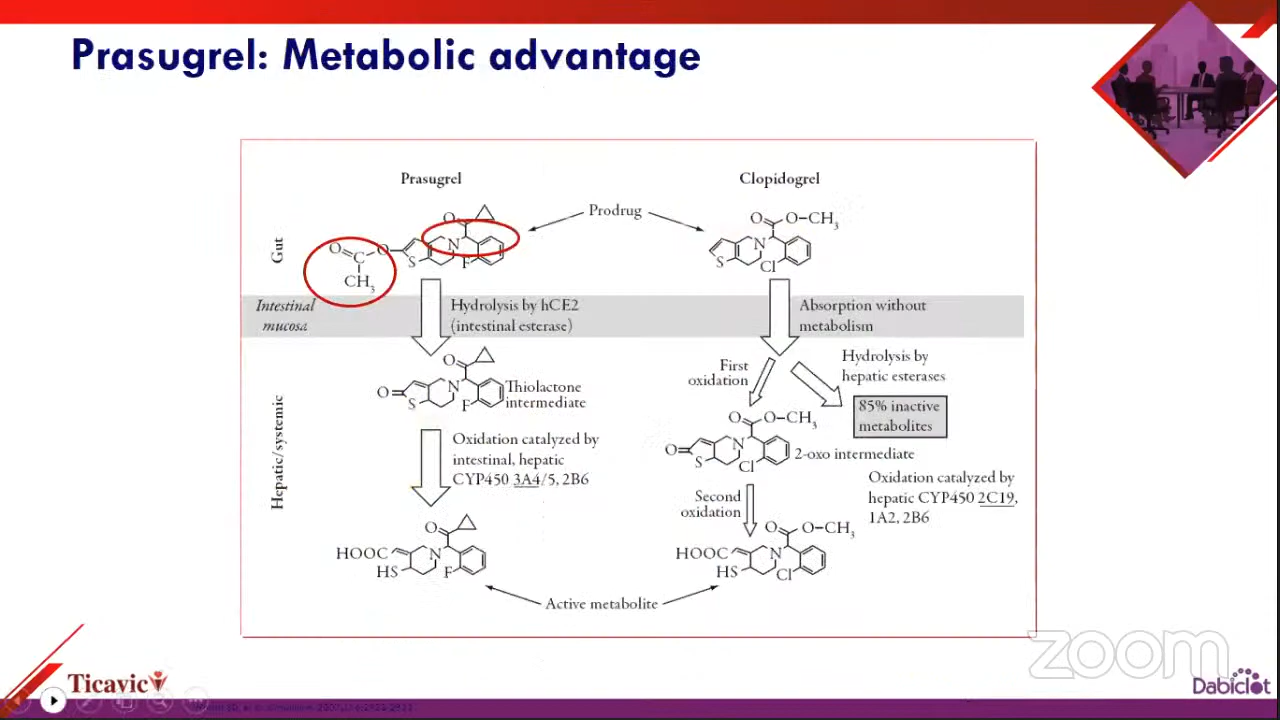 Prasugrel: Metabolic advantage
Prasugrel
Clopidogrel
Prodrug
Gut
O
O
O
CH3
S
N
F
O
O–CH3
S
N
Cl
Intestinal
mucosa
Hydrolysis by hCE2
(intestinal esterase)
Absorption without
metabolism
Hepatic/systemic
O
O
S
N
F
Thiolactone
intermediate
First
oxidation
Hydrolysis by
hepatic esterases
85% inactive
metabolites
O
O–CH3
O
S
N
Cl
2-oxo intermediate
Oxidation catalyzed by
intestinal, hepatic
CYP450 3A4/5, 2B6
Second
oxidation
Oxidation catalyzed by
hepatic CYP450 2C19,
1A2, 2B6
O
HOOC
N
HS
F
O
O–CH3
HOOC
N
HS
Cl
Active metabolite
zoom
Ticavic
Dabiclot